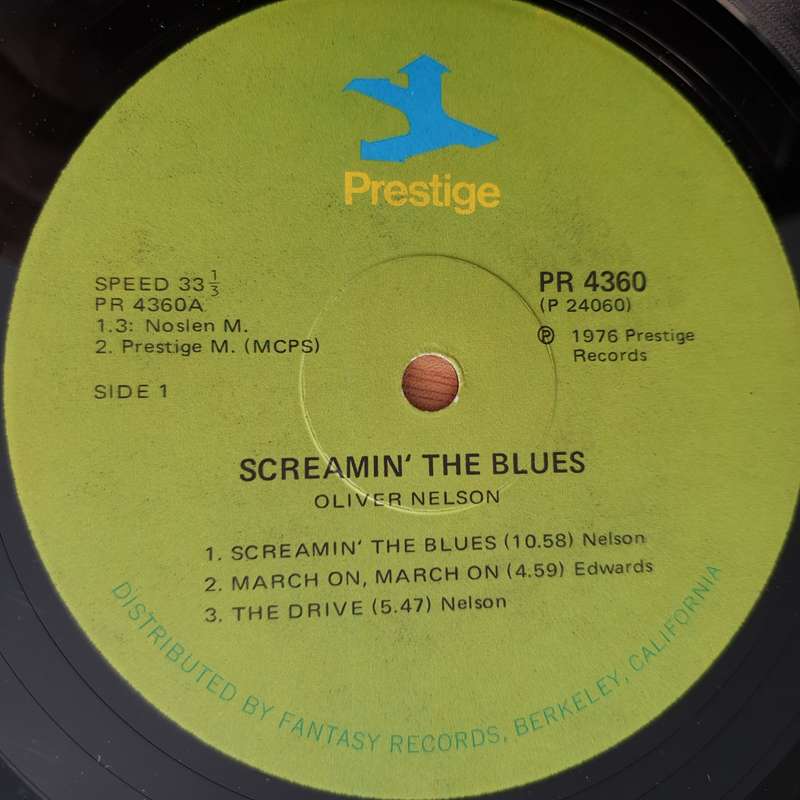 Prestige
SPEED 33 1/3
PR 4360A
1.3: Noslen M.
2. Prestige M. (MCPS)
SIDE 1
PR 4360
(P 24060)
℗ 1976 Prestige
Records
SCREAMIN' THE BLUES
OLIVER NELSON
1. SCREAMIN' THE BLUES (10.58) Nelson
2. MARCH ON, MARCH ON (4.59) Edwards
3. THE DRIVE (5.47) Nelson
DISTRIBUTED BY FANTASY RECORDS, BERKELEY, CALIFORNIA